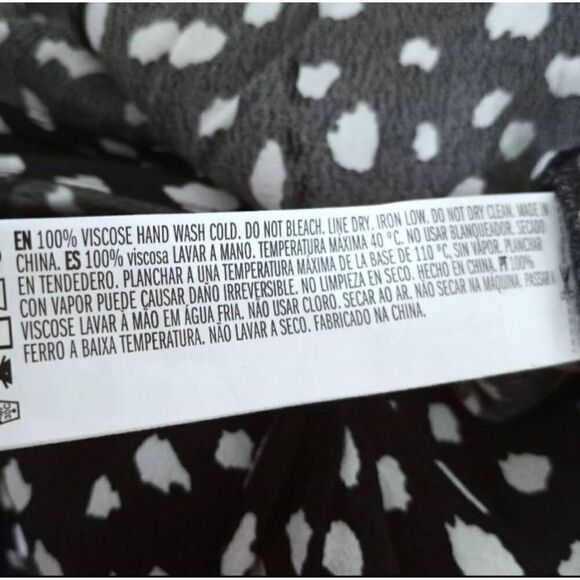 EN 100% VISCOSE HAND WASH COLD. DO NOT BLEACH. LINE DRY. IRON LOW. DO NOT DRY CLEAN. MADE IN
CHINA. ES 100% viscosa LAVAR A MANO. TEMPERATURA MÁXIMA 40 °C. NO USAR BLANQUEADOR. SECADO
EN TENDEDERO. PLANCHAR A UNA TEMPERATURA MÁXIMA DE LA BASE DE 110 °C, SIN VAPOR. PLANCHAR
CON VAPOR PUEDE CAUSAR DAÑO IRREVERSIBLE. NO LIMPIEZA EN SECO. HECHO EN CHINA. PT 100%
VISCOSE LAVAR À MÃO EM ÁGUA FRIA. NÃO USAR CLORO. SECAR AO AR. NÃO SECAR NA MÁQUINA. PASSAR A
FERRO A BAIXA TEMPERATURA. NÃO LAVAR A SECO. FABRICADO NA CHINA.